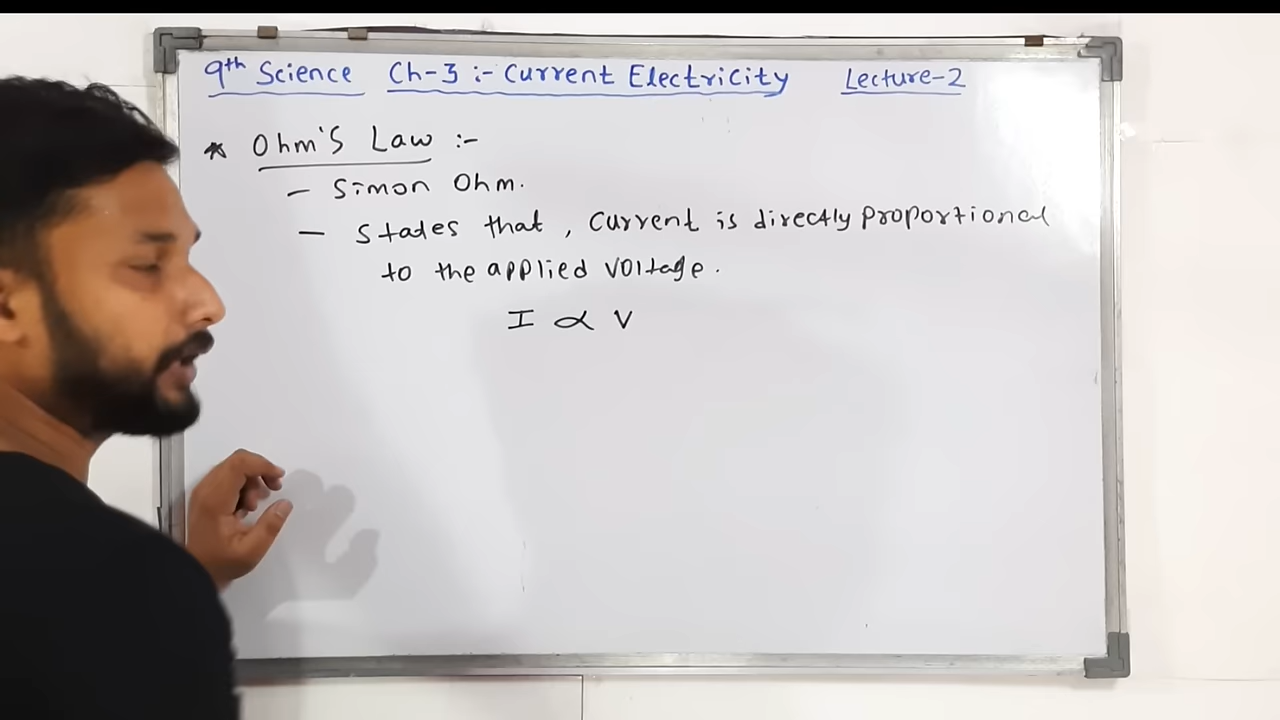 9th Science Ch-3 :- Current Electricity Lecture-2
* Ohm's Law :-
- Simon Ohm.
- States that , Current is directly proportional
to the applied voltage .
I ∝ V